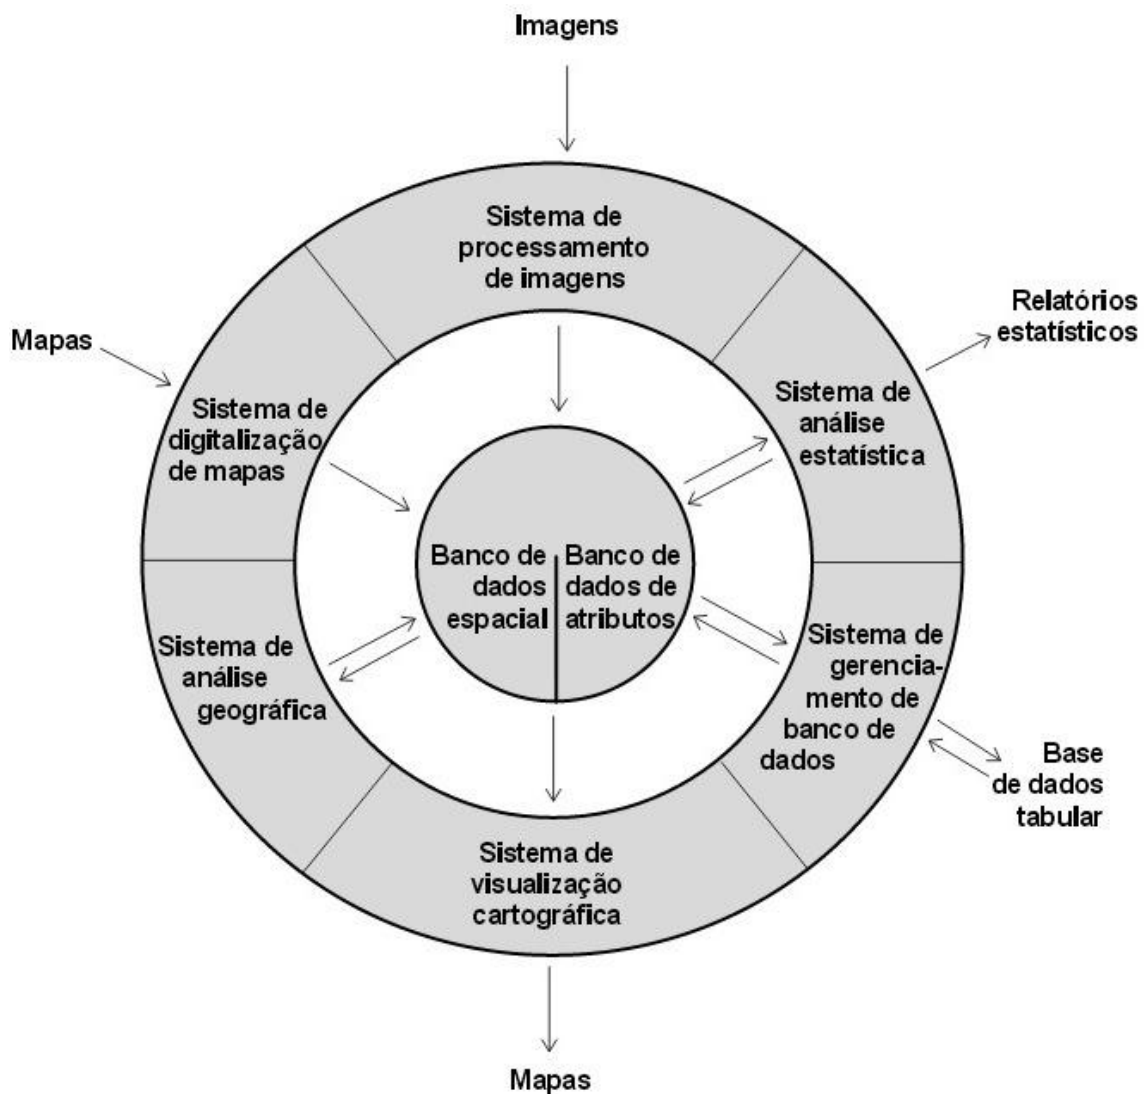 Imagens
Sistema de
processamento
de imagens
Relatórios
estatísticos
Mapas
Sistema de
análise
estatística
Sistema de
digitalização
de mapas
Banco de
dados
espacial
Banco de
dados de
atributos
Sistema de
análise
geográfica
Sistema de
gerencia-
mento de
banco de
dados
Base
de dados
tabular
Sistema de
visualização
cartográfica
Mapas